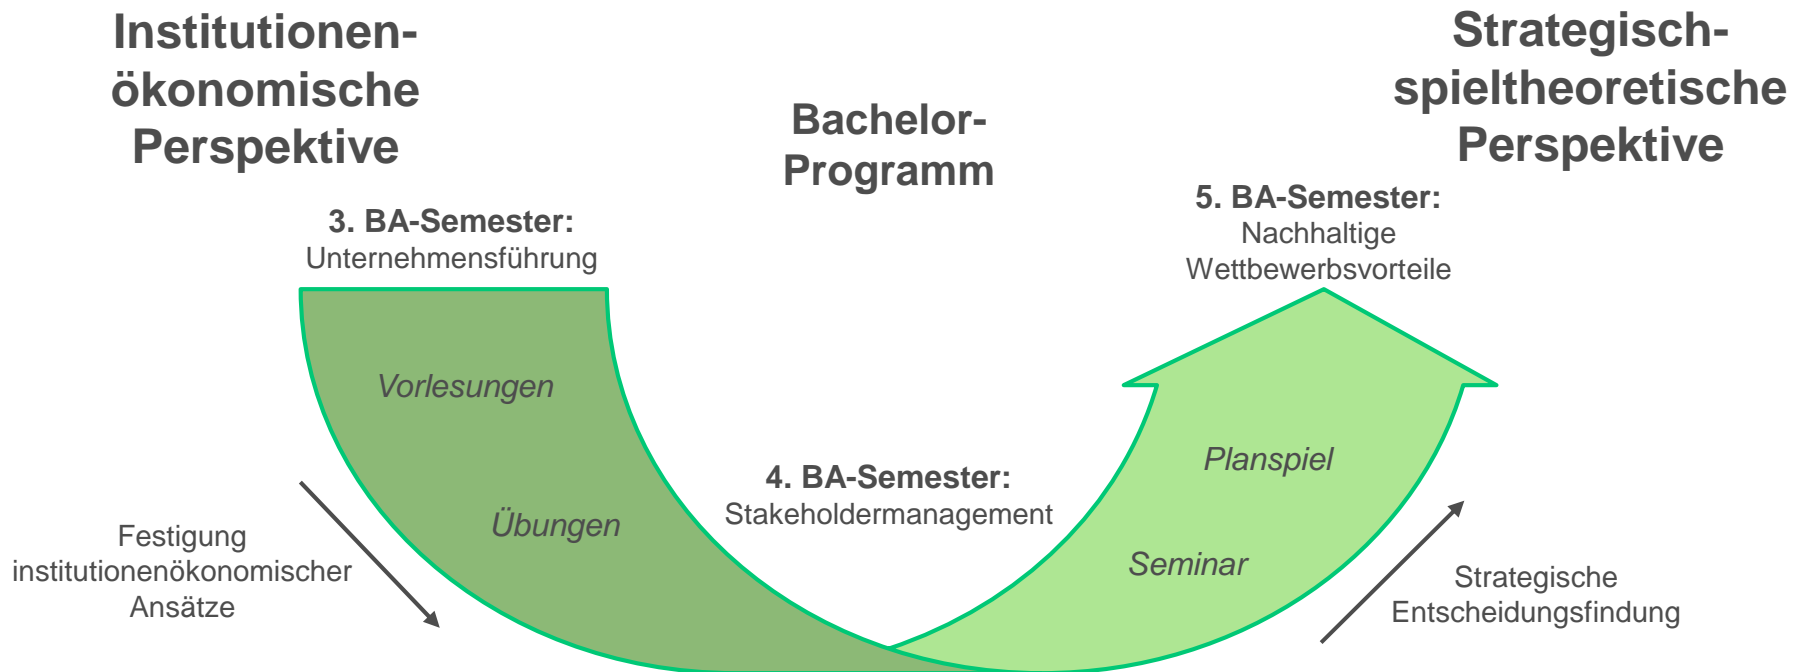 Institutionen-
ökonomische
Perspektive
Bachelor-
Programm
Strategisch-
spieltheoretische
Perspektive
3. BA-Semester:
Unternehmensführung
5. BA-Semester:
Nachhaltige
Wettbewerbsvorteile
Vorlesungen
Übungen
4. BA-Semester:
Stakeholdermanagement
Planspiel
Seminar
Festigung
institutionenökonomischer
Ansätze
Strategische
Entscheidungsfindung